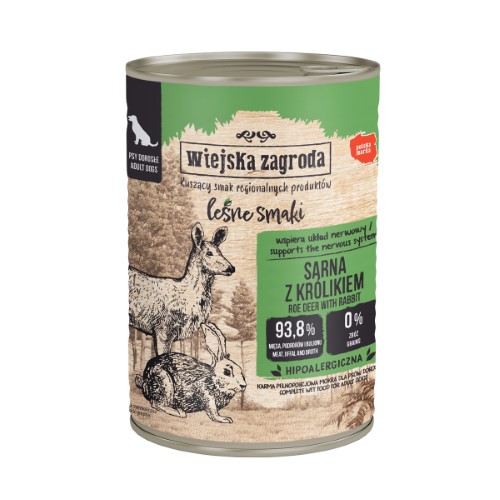 PSY DOROSŁE
ADULT DOGS
wiejska zagroda
Kuszący smak regionalnych produktów
polska marka
leśne smaki
wspiera układ nerwowy /
supports the nervous system
SARNA
Z KRÓLIKIEM
ROE DEER WITH RABBIT
93,8%
MIĘSA, PODROBÓW I BULIONU
MEAT, OFFAL AND BROTH
0%
ZBÓŻ
GRAINS
HIPOALERGICZNA
KARMA PEŁNOPORCJOWA MOKRA DLA PSÓW
COMPLETE WET FOOD FOR ADULT DOGS